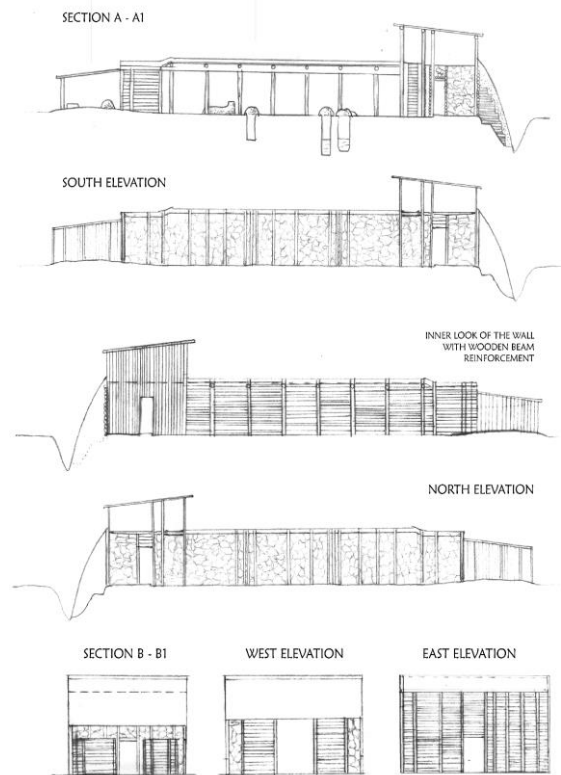 SECTION A - A1
SOUTH ELEVATION
INNER LOOK OF THE WALL
WITH WOODEN BEAM
REINFORCEMENT
NORTH ELEVATION
SECTION B - B1
WEST ELEVATION
EAST ELEVATION